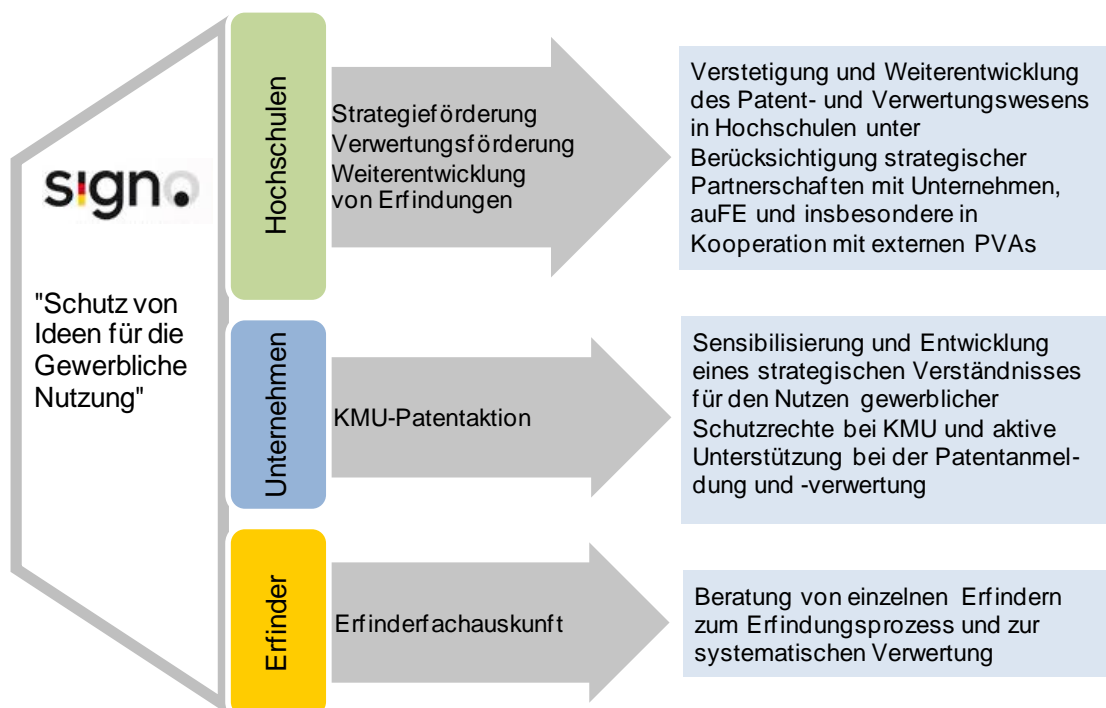 signo
"Schutz von
Ideen für die
Gewerbliche
Nutzung"
Hochschulen
Strategieförderung
Verwertungsförderung
Weiterentwicklung
von Erfindungen
Verstetigung und Weiterentwicklung
des Patent- und Verwertungswesens
in Hochschulen unter
Berücksichtigung strategischer
Partnerschaften mit Unternehmen,
auFE und insbesondere in
Kooperation mit externen PVAs
Unternehmen
KMU-Patentaktion
Sensibilisierung und Entwicklung
eines strategischen Verständnisses
für den Nutzen gewerblicher
Schutzrechte bei KMU und aktive
Unterstützung bei der Patentanmel-
dung und -verwertung
Erfinder
Erfinderfachauskunft
Beratung von einzelnen Erfindern
zum Erfindungsprozess und zur
systematischen Verwertung